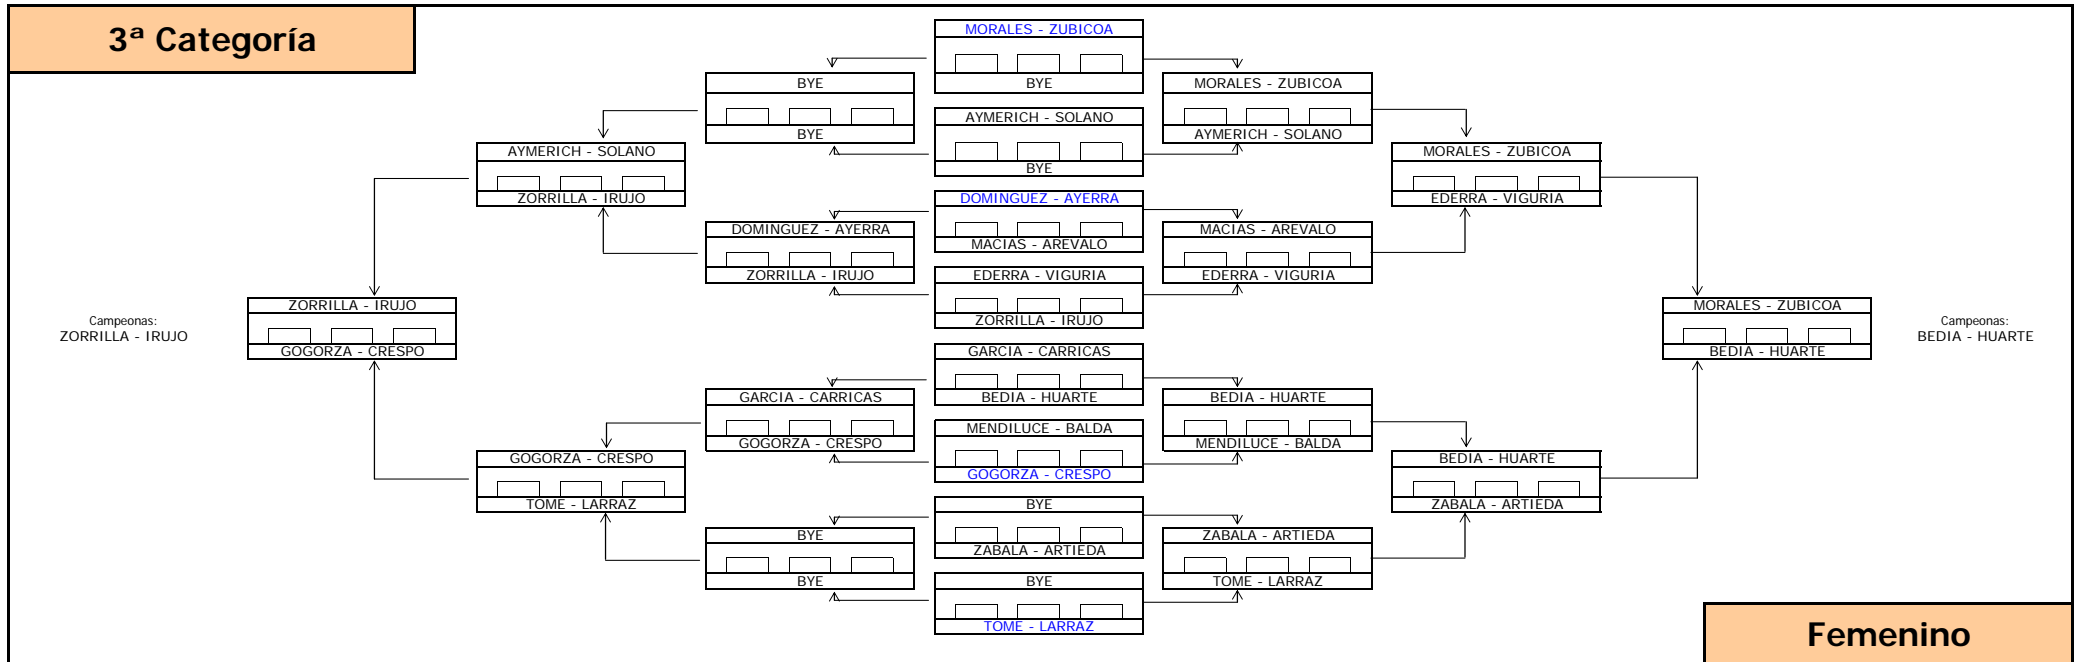 3ª Categoría
MORALES - ZUBICOA
BYE
AYMERICH - SOLANO
BYE
DOMINGUEZ - AYERRA
MACIAS - AREVALO
EDERRA - VIGURIA
ZORRILLA - IRUJO
GARCIA - CARRICAS
BEDIA - HUARTE
MENDILUCE - BALDA
GOGORZA - CRESPO
BYE
ZABALA - ARTIEDA
BYE
TOME - LARRAZ
BYE
BYE
DOMINGUEZ - AYERRA
ZORRILLA - IRUJO
GARCIA - CARRICAS
GOGORZA - CRESPO
BYE
BYE
AYMERICH - SOLANO
ZORRILLA - IRUJO
GOGORZA - CRESPO
TOME - LARRAZ
ZORRILLA - IRUJO
GOGORZA - CRESPO
Campeonas:
ZORRILLA - IRUJO
MORALES - ZUBICOA
AYMERICH - SOLANO
MACIAS - AREVALO
EDERRA - VIGURIA
BEDIA - HUARTE
MENDILUCE - BALDA
ZABALA - ARTIEDA
TOME - LARRAZ
MORALES - ZUBICOA
EDERRA - VIGURIA
BEDIA - HUARTE
ZABALA - ARTIEDA
MORALES - ZUBICOA
BEDIA - HUARTE
Campeonas:
BEDIA - HUARTE
Femenino